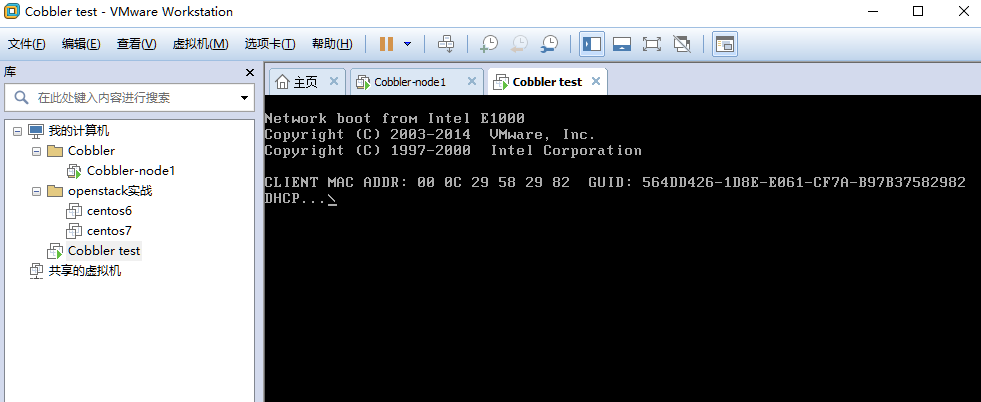 Cobbler test - VMware Workstation
文件(F) 编辑(E) 查看(V) 虚拟机(M) 选项卡(T) 帮助(H)
库
在此处键入内容进行搜索
我的计算机
Cobbler
Cobbler-node1
openstack实战
centos6
centos7
Cobbler test
共享的虚拟机
主页 Cobbler-node1 Cobbler test
Network boot from Intel E1000
Copyright (C) 2003-2014 VMware, Inc.
Copyright (C) 1997-2000 Intel Corporation
CLIENT MAC ADDR: 00 0C 29 58 29 82 GUID: 564DD426-1D8E-E061-CF7A-B97B37582982
DHCP...\